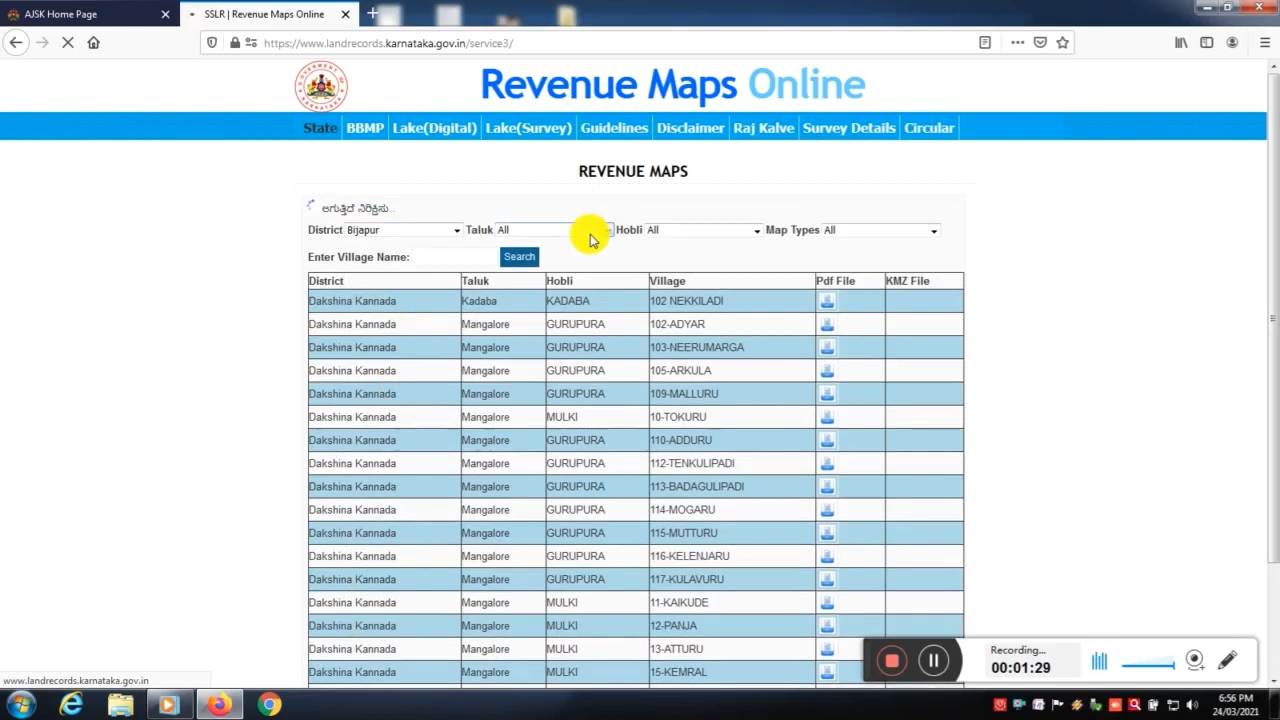 AJSK Home Page
SSLR | Revenue Maps Online
https://www.landrecords.karnataka.gov.in/service3/
Revenue Maps Online
State BBMP Lake(Digital) Lake(Survey) Guidelines Disclaimer Raj Kalve Survey Details Circular
REVENUE MAPS
ಆಗುತ್ತಿದೆ ನಿರಿಕ್ಷಿಸು..
District Bijapur Taluk All Hobli All Map Types All
Enter Village Name: Search
District Taluk Hobli Village Pdf File KMZ File
Dakshina Kannada Kadaba KADABA 102 NEKKILADI
Dakshina Kannada Mangalore GURUPURA 102-ADYAR
Dakshina Kannada Mangalore GURUPURA 103-NEERUMARGA
Dakshina Kannada Mangalore GURUPURA 105-ARKULA
Dakshina Kannada Mangalore GURUPURA 109-MALLURU
Dakshina Kannada Mangalore MULKI 10-TOKURU
Dakshina Kannada Mangalore GURUPURA 110-ADDURU
Dakshina Kannada Mangalore GURUPURA 112-TENKULIPADI
Dakshina Kannada Mangalore GURUPURA 113-BADAGULIPADI
Dakshina Kannada Mangalore GURUPURA 114-MOGARU
Dakshina Kannada Mangalore GURUPURA 115-MUTTURU
Dakshina Kannada Mangalore GURUPURA 116-KELENJARU
Dakshina Kannada Mangalore GURUPURA 117-KULAVURU
Dakshina Kannada Mangalore MULKI 11-KAIKUDE
Dakshina Kannada Mangalore MULKI 12-PANJA
Dakshina Kannada Mangalore MULKI 13-ATTURU
Dakshina Kannada Mangalore MULKI 15-KEMRAL
Recording...
00:01:29
www.landrecords.karnataka.gov.in
6:56 PM
24/03/2021